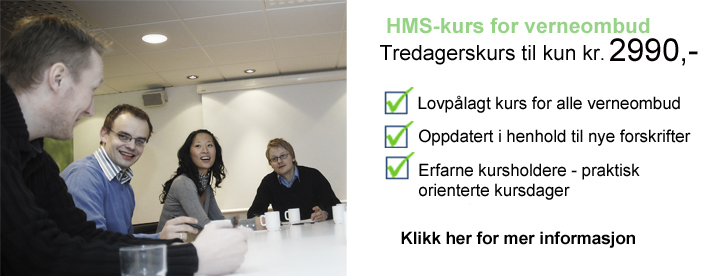 HMS-kurs for verneombud
Tredagerskurs til kun kr. 2990,-
Lovpålagt kurs for alle verneombud
Oppdatert i henhold til nye forskrifter
Erfarne kursholdere - praktisk
orienterte kursdager
Klikk her for mer informasjon